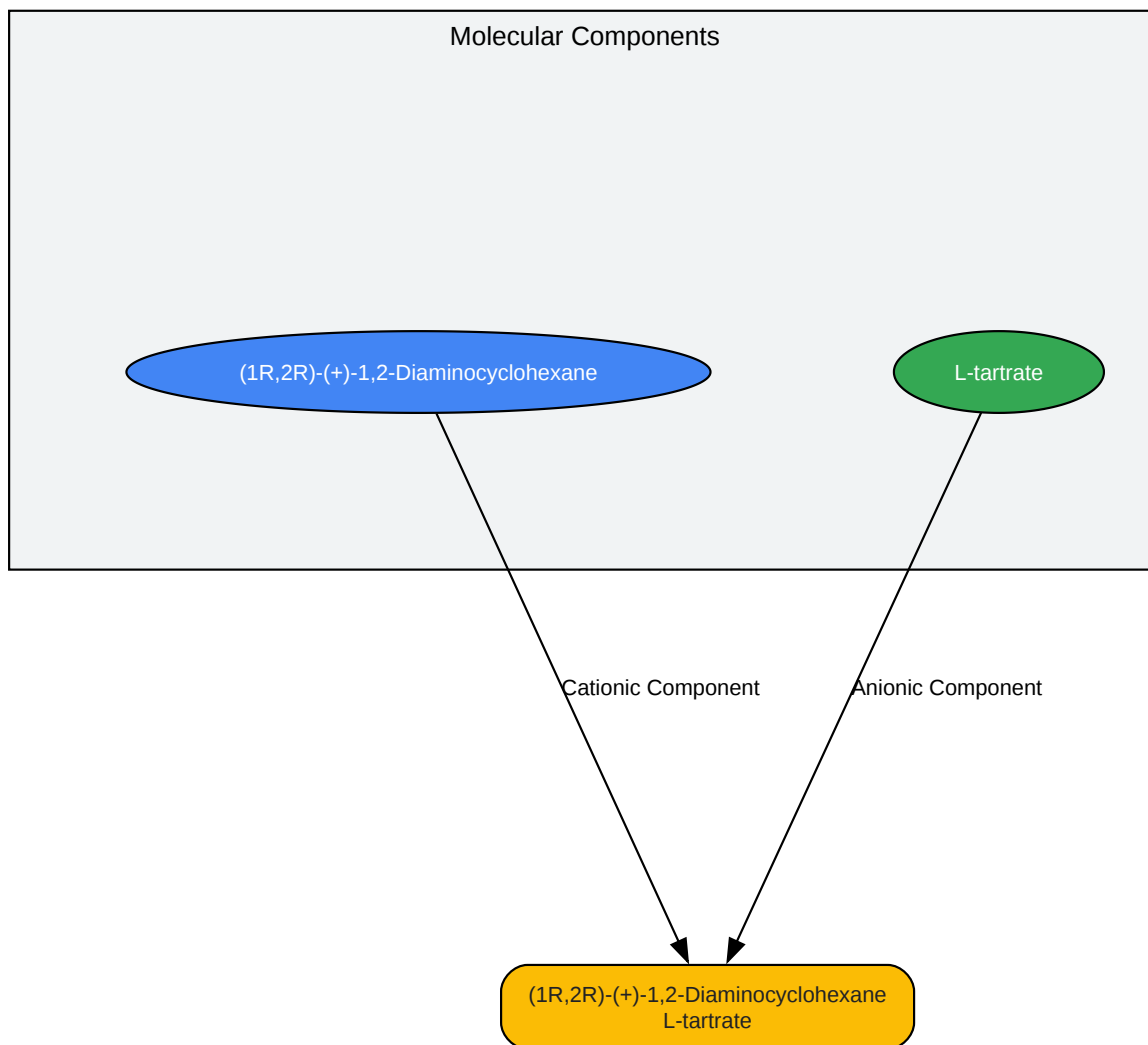 Molecular Components
(1R,2R)-(+)-1,2-Diaminocyclohexane
L-tartrate
Cationic Component
Anionic Component
(1R,2R)-(+)-1,2-Diaminocyclohexane
L-tartrate